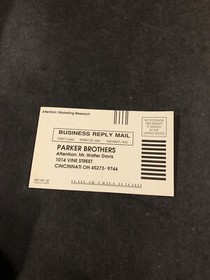 Attention: Marketing Research
NO POSTAGE
NECESSARY
IF MAILED
IN THE
UNITED STATES
BUSINESS REPLY MAIL
PARKER BROTHERS
Attention: Mr. Walter Davis
1014 VINE STREET
CINCINNATI OH 45273-9744